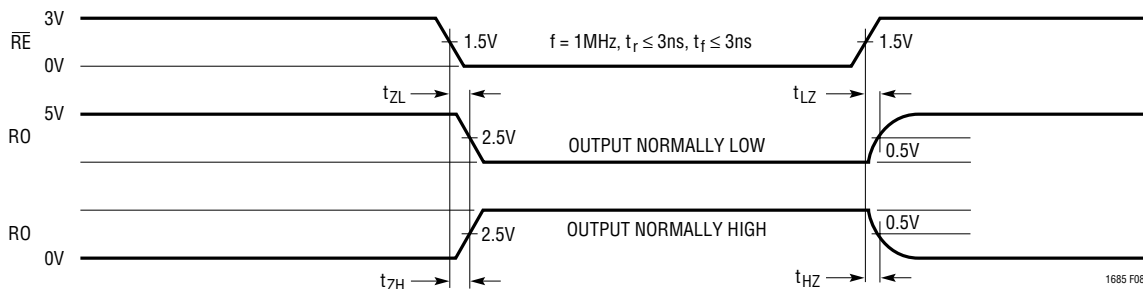 3V
RE
0V
1.5V
f = 1MHz, tr ≤ 3ns, tf ≤ 3ns
1.5V
tZL
tLZ
5V
RO
2.5V
OUTPUT NORMALLY LOW
0.5V
RO
0V
2.5V
OUTPUT NORMALLY HIGH
0.5V
tZH
tHZ
1685 F08